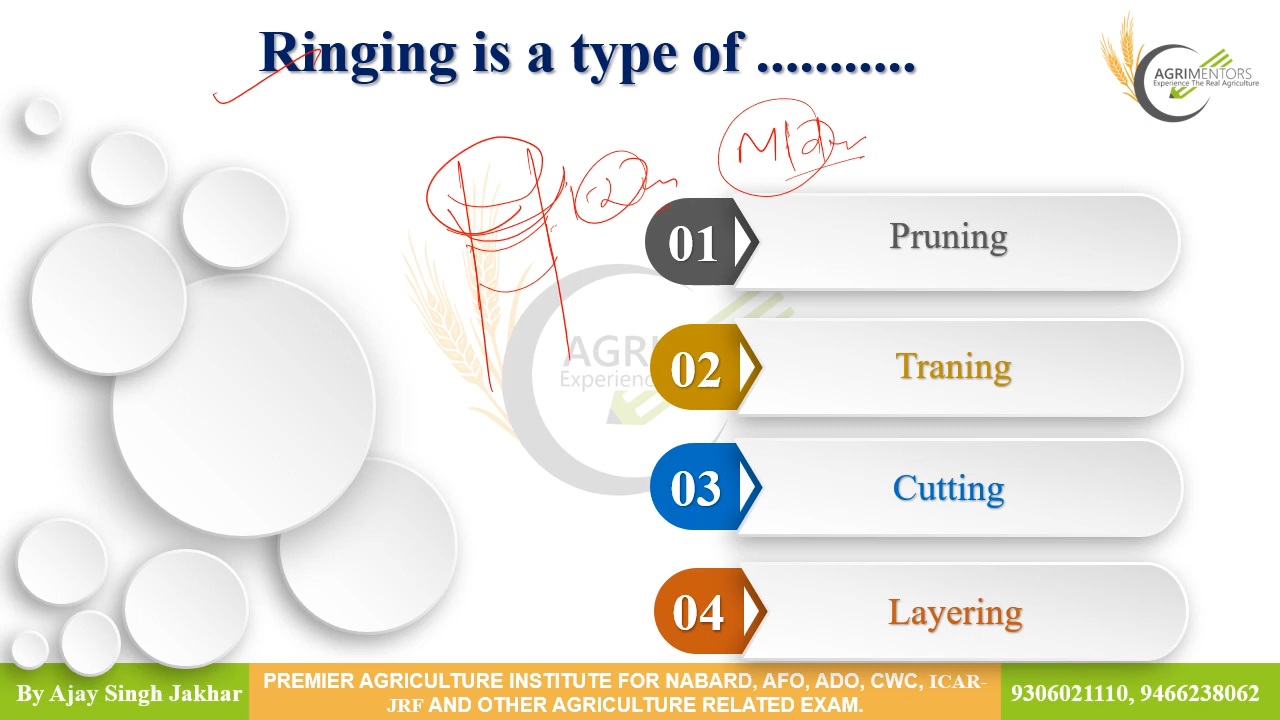 Ringing is a type of ...........
AGRIMENTORS
Experience The Real Agriculture
01
Pruning
02
Traning
03
Cutting
04
Layering
By Ajay Singh Jakhar
PREMIER AGRICULTURE INSTITUTE FOR NABARD, AFO, ADO, CWC, ICAR-
JRF AND OTHER AGRICULTURE RELATED EXAM.
9306021110, 9466238062